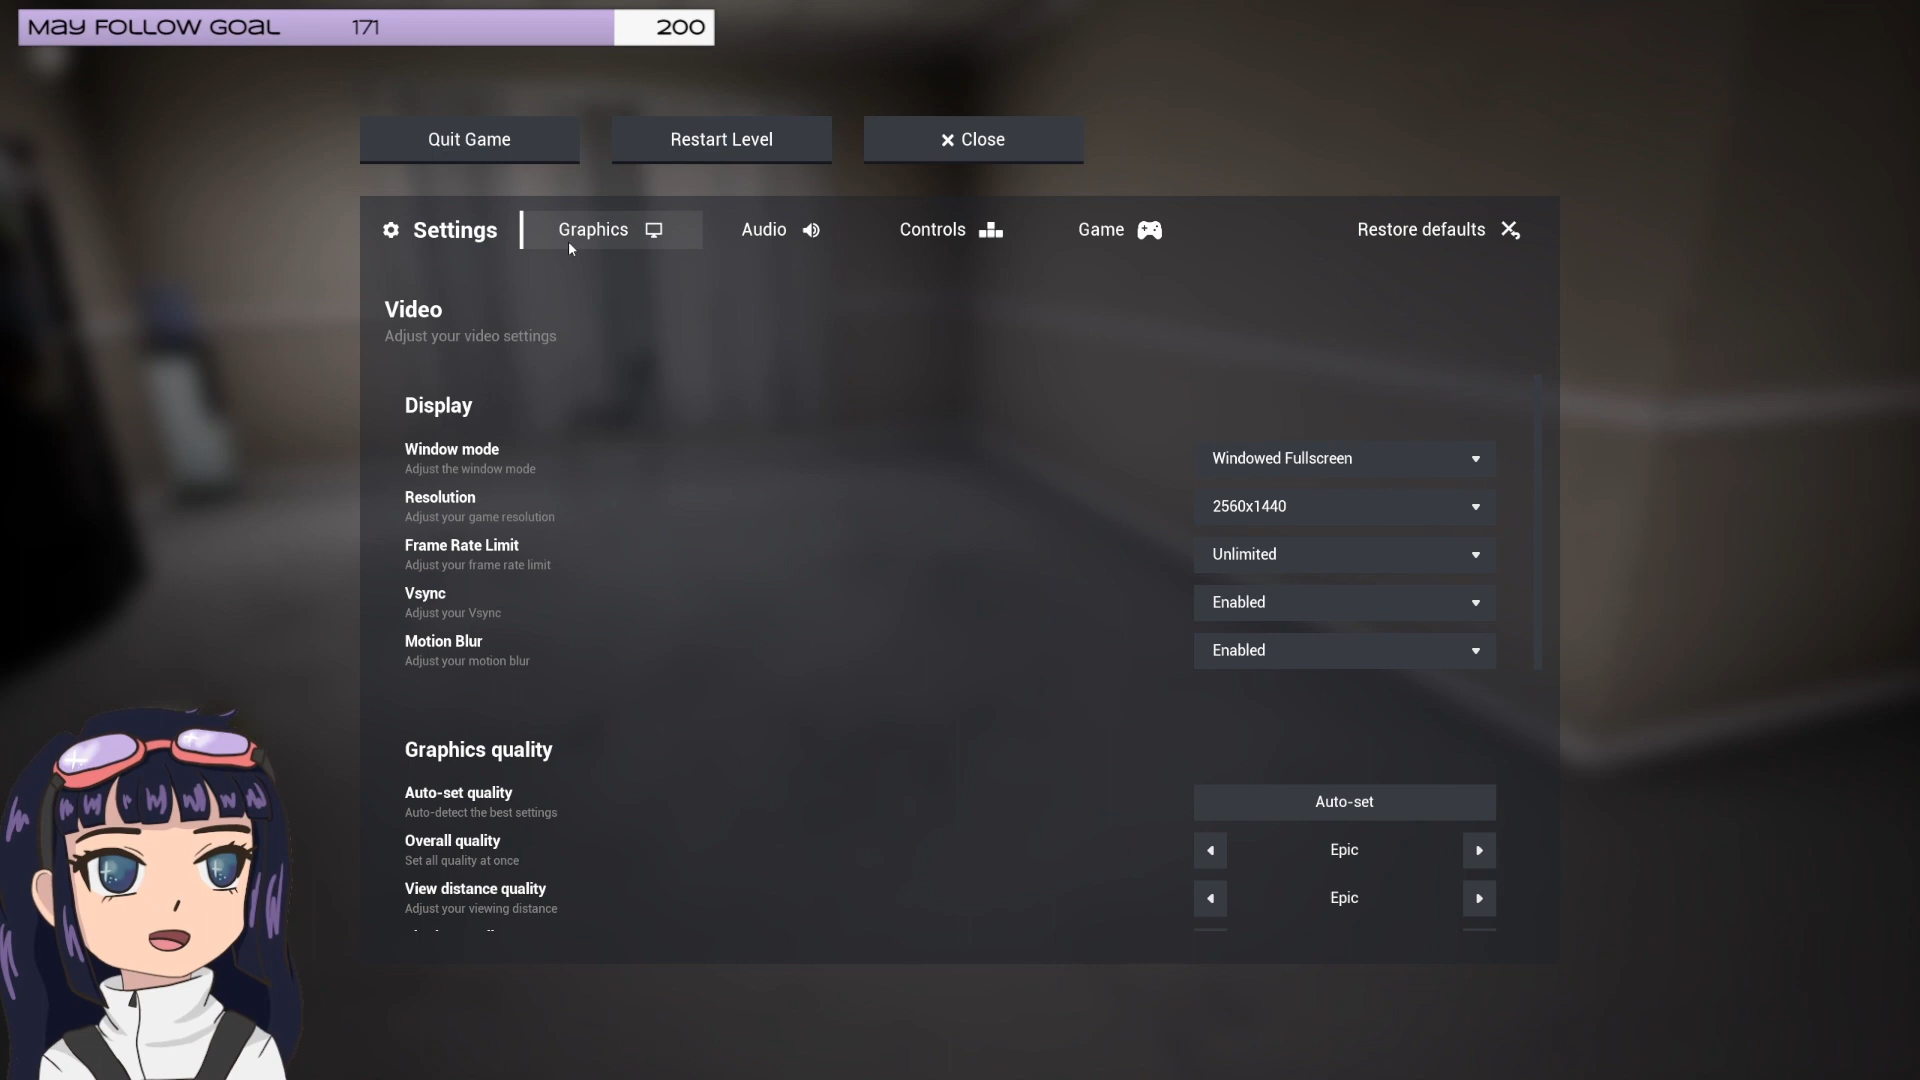 May FOLLOW GOAL 171 200
Quit Game Restart Level Close
Settings Graphics Audio Controls Game Restore defaults
Video
Adjust your video settings
Display
Window mode
Adjust the window mode
Windowed Fullscreen
Resolution
Adjust your game resolution
2560x1440
Frame Rate Limit
Adjust your frame rate limit
Unlimited
Vsync
Adjust your Vsync
Enabled
Motion Blur
Adjust your motion blur
Enabled
Graphics quality
Auto-set quality
Auto-detect the best settings
Auto-set
Overall quality
Set all quality at once
Epic
View distance quality
Adjust your viewing distance
Epic